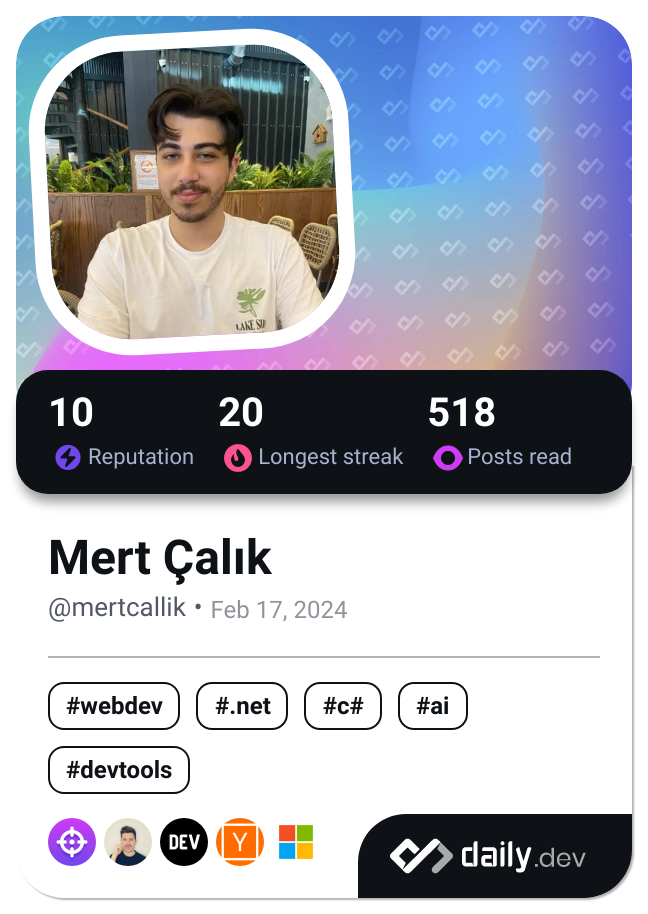 LAKE
10 20 518
Reputation Longest streak Posts read
Mert Çalık
@mertcallik • Feb 17, 2024
#webdev #.net #c# #ai
#devtools
DEV Y
daily.dev